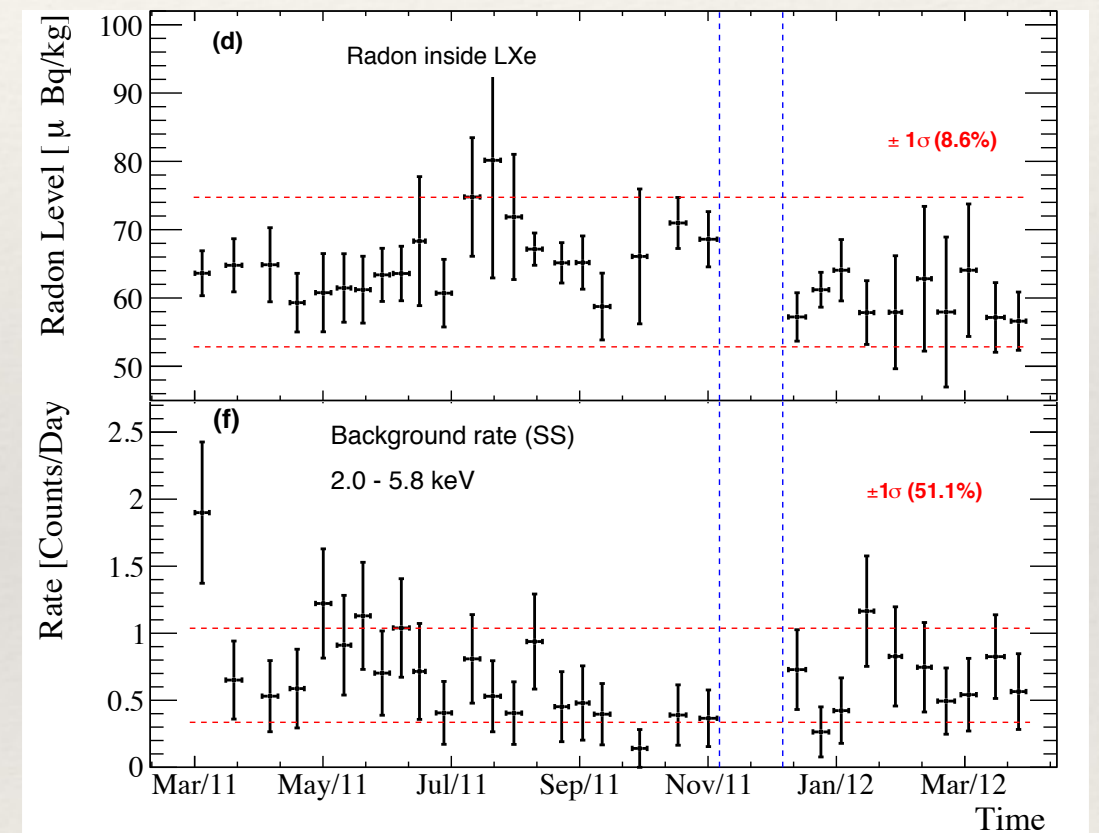 100
90
80
70
60
50
Radon Level [ μ Bq/kg]
(d)
Radon inside LXe
± 1σ (8.6%)
2.5
2
1.5
1
0.5
0
Rate [Counts/Day
(f)
Background rate (SS)
2.0 - 5.8 keV
±1σ (51.1%)
Mar/11 May/11 Jul/11 Sep/11 Nov/11 Jan/12 Mar/12
Time